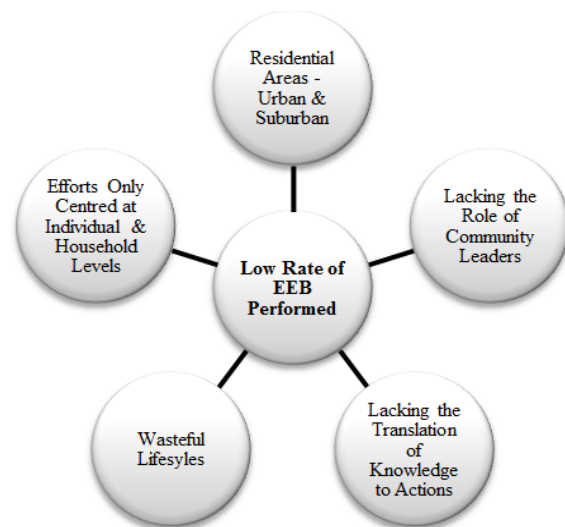 Residential
Areas -
Urban &
Suburban
Efforts Only
Centred at
Individual &
Household
Levels
Lacking the
Role of
Community
Leaders
Low Rate of
EEB
Performed
Wasteful
Lifesyles
Lacking the
Translation
of
Knowledge
to Actions